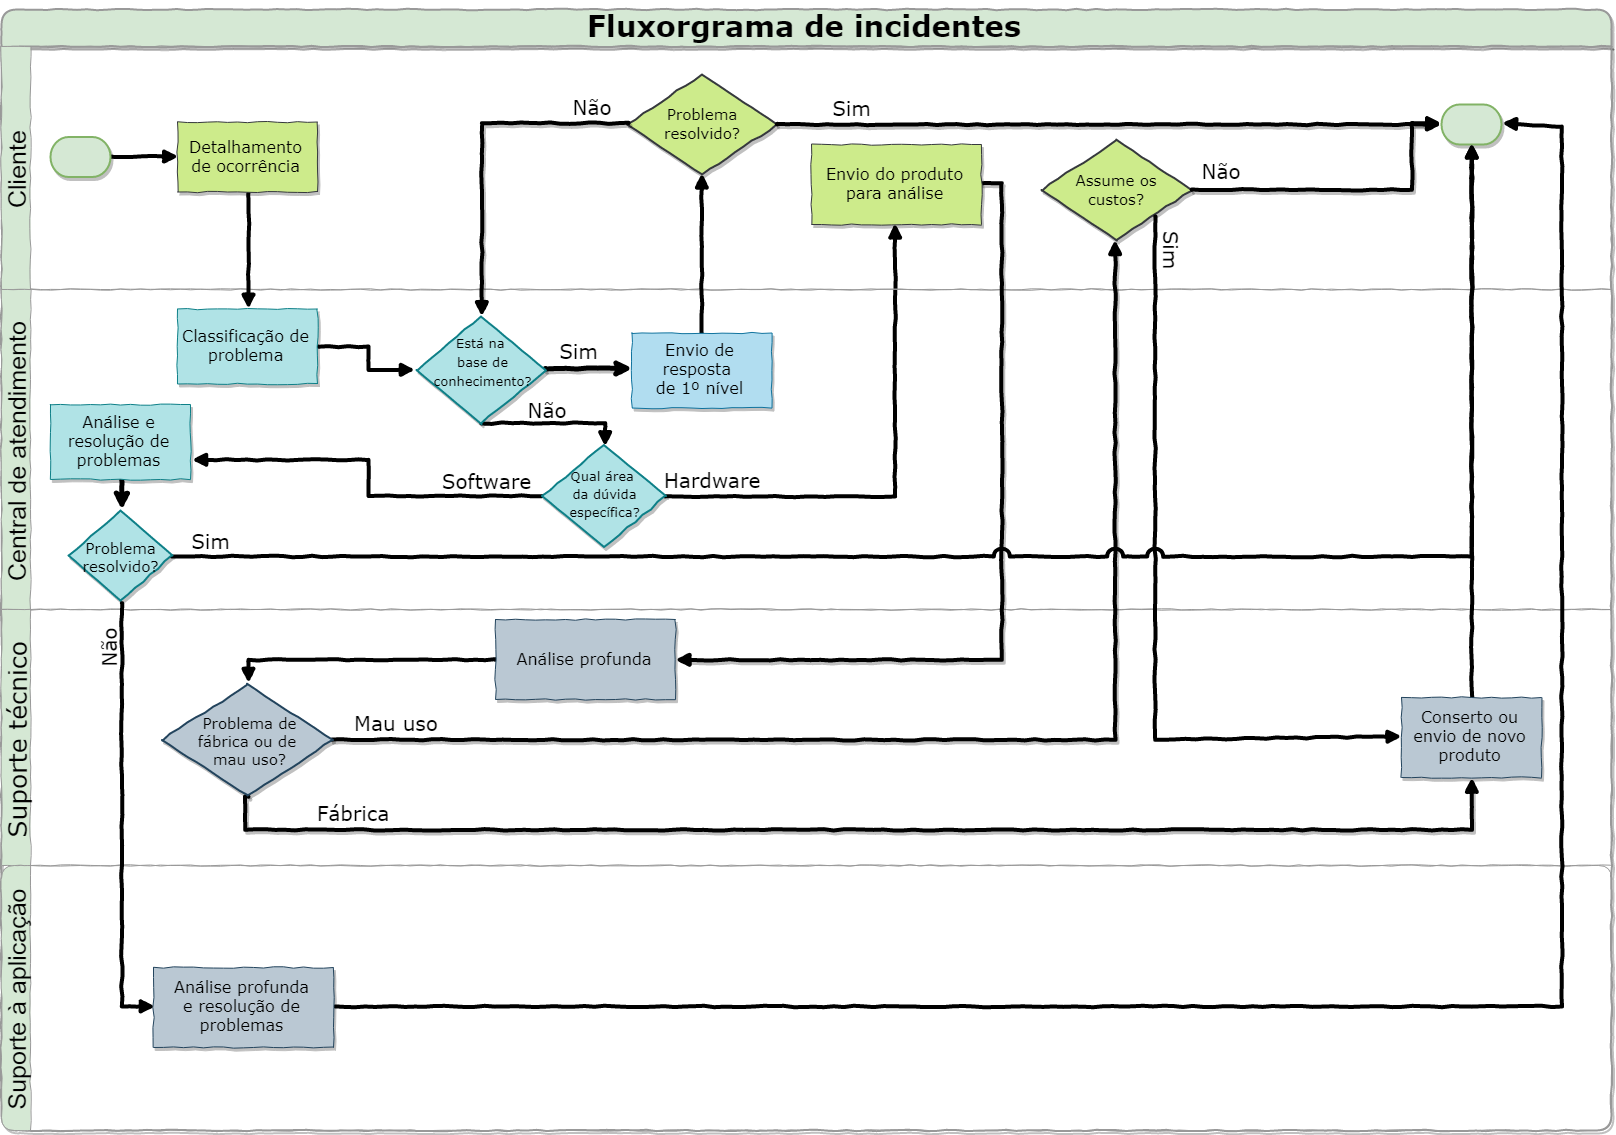 Fluxorgrama de incidentes
Cliente
Detalhamento
de ocorrência
Não
Problema
resolvido?
Sim
Envio do produto
para análise
Assume os
custos?
Não
Sim
Central de atendimento
Classificação de
problema
Está na
base de
conhecimento?
Sim
Envio de
resposta
de 1º nível
Não
Análise e
resolução de
problemas
Software
Qual área
da dúvida
específica?
Hardware
Problema
resolvido?
Sim
Não
Suporte técnico
Análise profunda
Problema de
fábrica ou de
mau uso?
Mau uso
Fábrica
Conserto ou
envio de novo
produto
Suporte à aplicação
Análise profunda
e resolução de
problemas